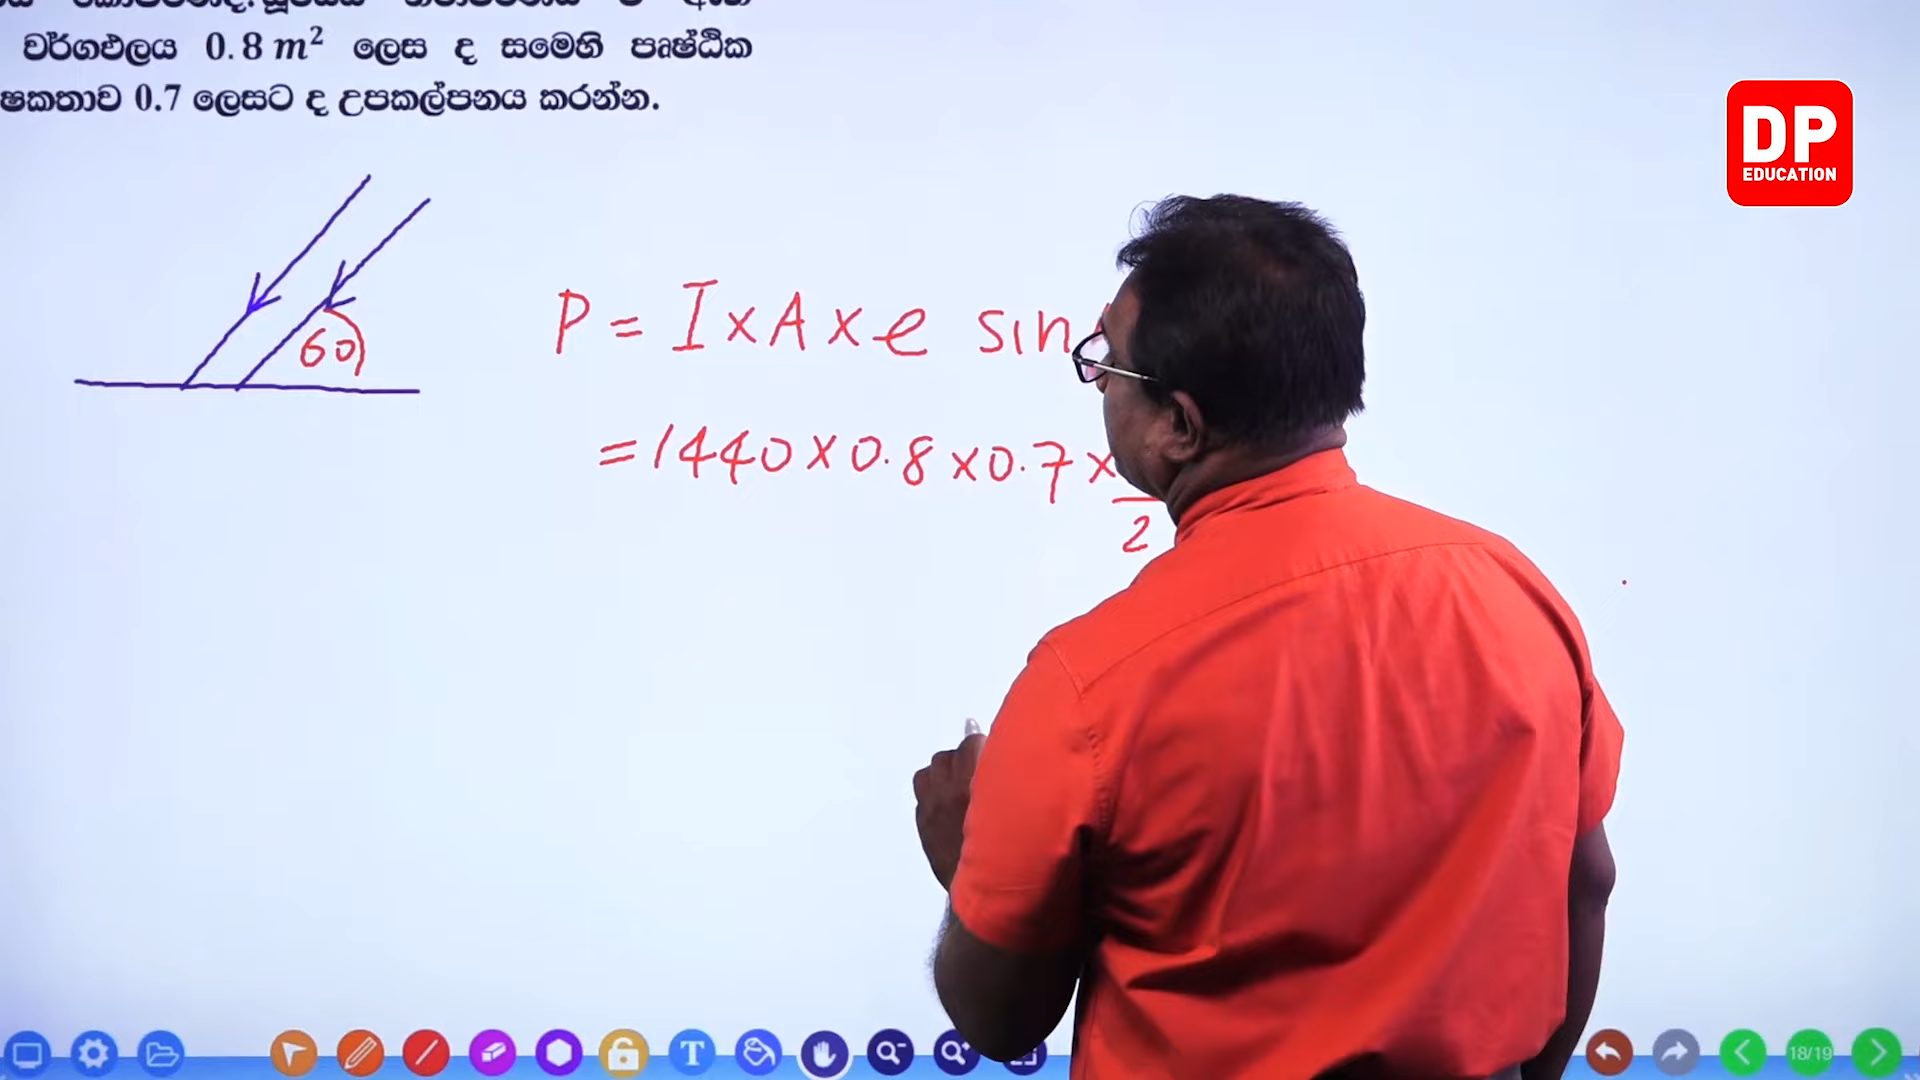 වර්ගඵලය 0.8 m² ලෙස ද සමෙහි පෘෂ්ඨික
ෂකතාව 0.7 ලෙසට ද උපකල්පනය කරන්න.
DP
EDUCATION
60
P = I × A × e sin
= 1440 × 0.8 × 0.7 ×
2
T
18/19